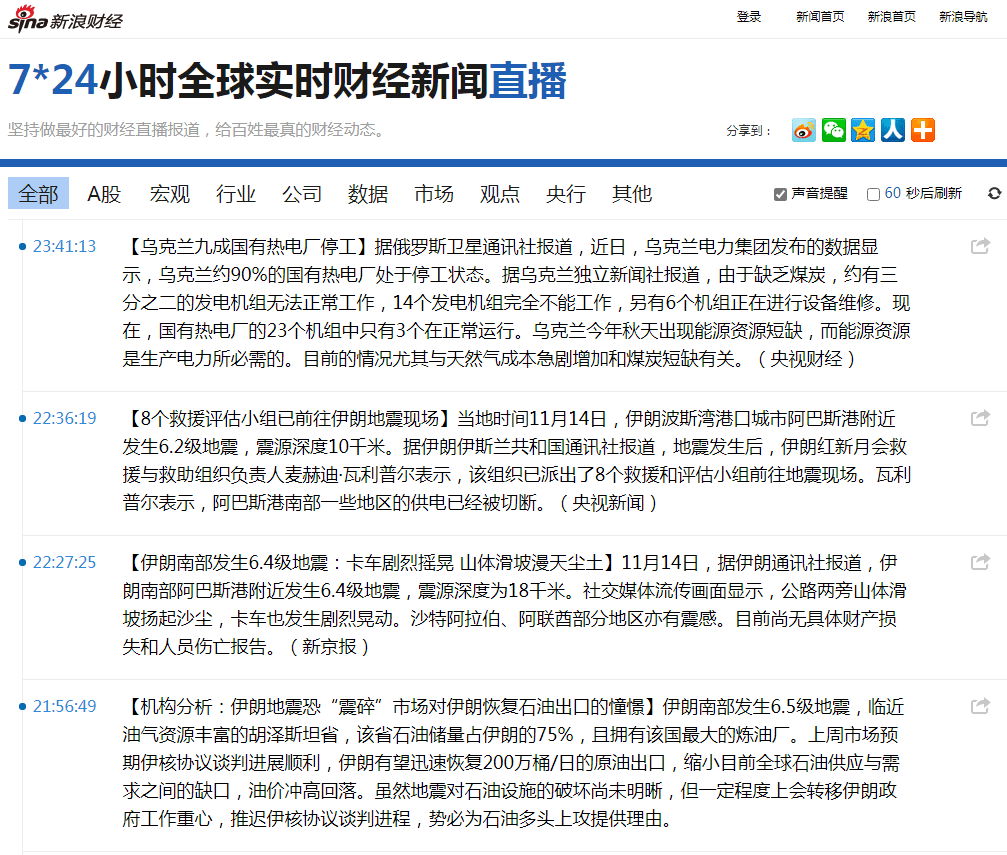 sina新浪财经
登录 新闻首页 新浪首页 新浪导航
7*24小时全球实时财经新闻直播
坚持做最好的财经直播报道，给百姓最真的财经动态。
分享到：
全部 A股 宏观 行业 公司 数据 市场 观点 央行 其他
声音提醒 60 秒后刷新
23:41:13 【乌克兰九成国有热电厂停工】据俄罗斯卫星通讯社报道，近日，乌克兰电力集团发布的数据显
示，乌克兰约90%的国有热电厂处于停工状态。据乌克兰独立新闻社报道，由于缺乏煤炭，约有三
分之二的发电机组无法正常工作，14个发电机组完全不能工作，另有6个机组正在进行设备维修。现
在，国有热电厂的23个机组中只有3个在正常运行。乌克兰今年秋天出现能源资源短缺，而能源资源
是生产电力所必需的。目前的情况尤其与天然气成本急剧增加和煤炭短缺有关。（央视财经）
22:36:19 【8个救援评估小组已前往伊朗地震现场】当地时间11月14日，伊朗波斯湾港口城市阿巴斯港附近
发生6.2级地震，震源深度10千米。据伊朗伊斯兰共和国通讯社报道，地震发生后，伊朗红新月会救
援与救助组织负责人麦赫迪·瓦利普尔表示，该组织已派出了8个救援和评估小组前往地震现场。瓦利
普尔表示，阿巴斯港南部一些地区的供电已经被切断。（央视新闻）
22:27:25 【伊朗南部发生6.4级地震：卡车剧烈摇晃 山体滑坡漫天尘土】11月14日，据伊朗通讯社报道，伊
朗南部阿巴斯港附近发生6.4级地震，震源深度为18千米。社交媒体流传画面显示，公路两旁山体滑
坡扬起沙尘，卡车也发生剧烈晃动。沙特阿拉伯、阿联酋部分地区亦有震感。目前尚无具体财产损
失和人员伤亡报告。（新京报）
21:56:49 【机构分析：伊朗地震恐“震碎”市场对伊朗恢复石油出口的憧憬】伊朗南部发生6.5级地震，临近
油气资源丰富的胡泽斯坦省，该省石油储量占伊朗的75%，且拥有该国最大的炼油厂。上周市场预
期伊核协议谈判进展顺利，伊朗有望迅速恢复200万桶/日的原油出口，缩小目前全球石油供应与需
求之间的缺口，油价冲高回落。虽然地震对石油设施的破坏尚未明晰，但一定程度上会转移伊朗政
府工作重心，推迟伊核协议谈判进程，势必为石油多头上攻提供理由。